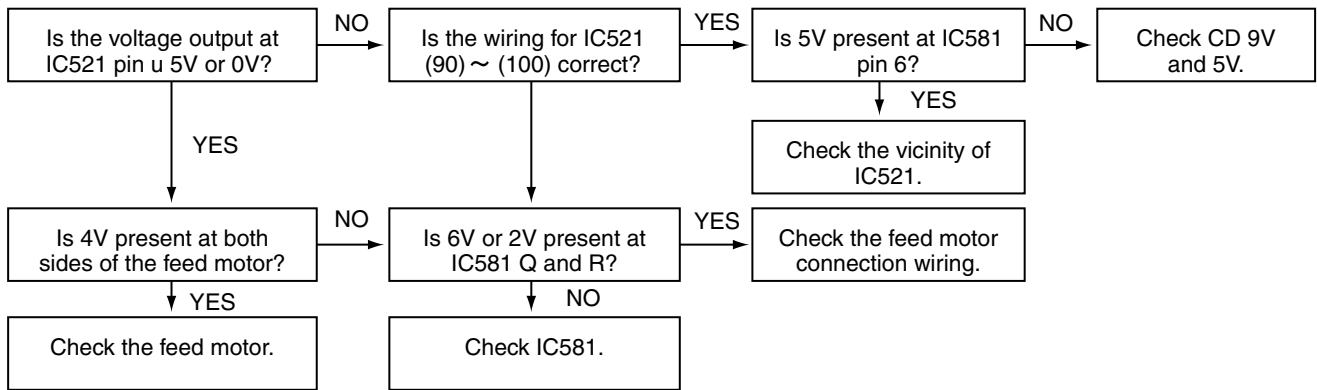 Is the voltage output at
IC521 pin u 5V or 0V?
NO
Is the wiring for IC521
(90) ~ (100) correct?
YES
Is 5V present at IC581
pin 6?
NO
Check CD 9V
and 5V.
YES
YES
Check the vicinity of
IC521.
Is 4V present at both
sides of the feed motor?
NO
Is 6V or 2V present at
IC581 Q and R?
YES
Check the feed motor
connection wiring.
YES
NO
Check the feed motor.
Check IC581.